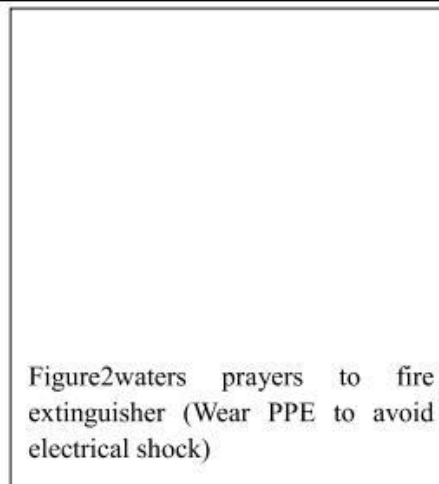 Figure2waters prayers to fire
extinguisher (Wear PPE to avoid
electrical shock)